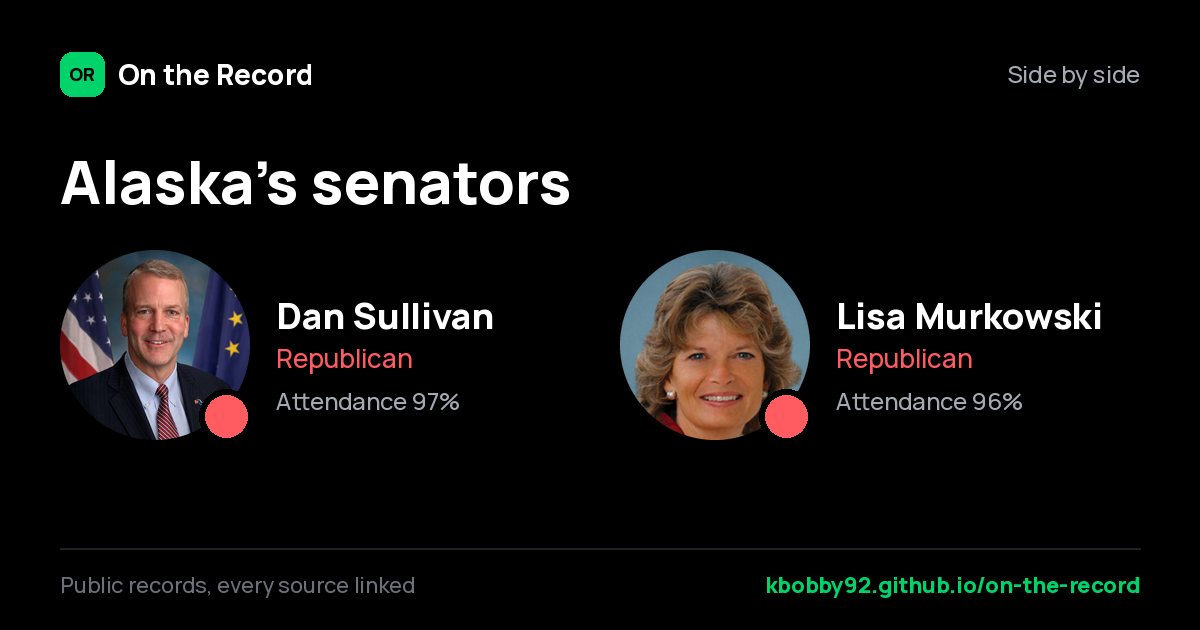 OR On the Record
Side by side
Alaska’s senators
Dan Sullivan
Republican
Attendance 97%
Lisa Murkowski
Republican
Attendance 96%
Public records, every source linked
kbobby92.github.io/on-the-record